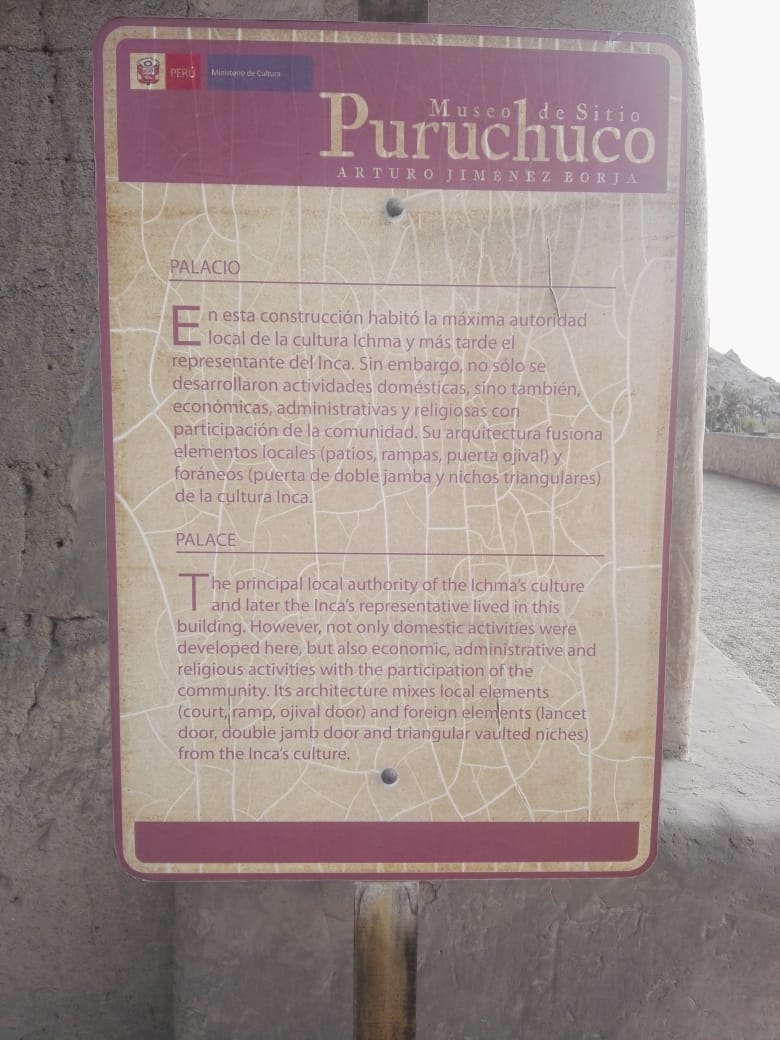 PERÚ
Ministerio de Cultura
Museo de Sitio
Puruchuco
ARTURO JIMENEZ BORJA
PALACIO
En esta construcción habitó la máxima autoridad
local de la cultura Ichma y más tarde el
representante del Inca. Sin embargo, no sólo se
desarrollaron actividades domésticas, sino también,
económicas, administrativas y religiosas con
participación de la comunidad. Su arquitectura fusiona
elementos locales (patios, rampas, puerta ojival) y
foráneos (puerta de doble jamba y nichos triangulares)
de la cultura Inca.
PALACE
The principal local authority of the Ichma's culture
and later the Inca's representative lived in this
building. However, not only domestic activities were
developed here, but also economic, administrative and
religious activities with the participation of the
community. Its architecture mixes local elements
(court, ramp, ojival door) and foreign elements (lancet
door, double jamb door and triangular vaulted niches)
from the Inca's culture.